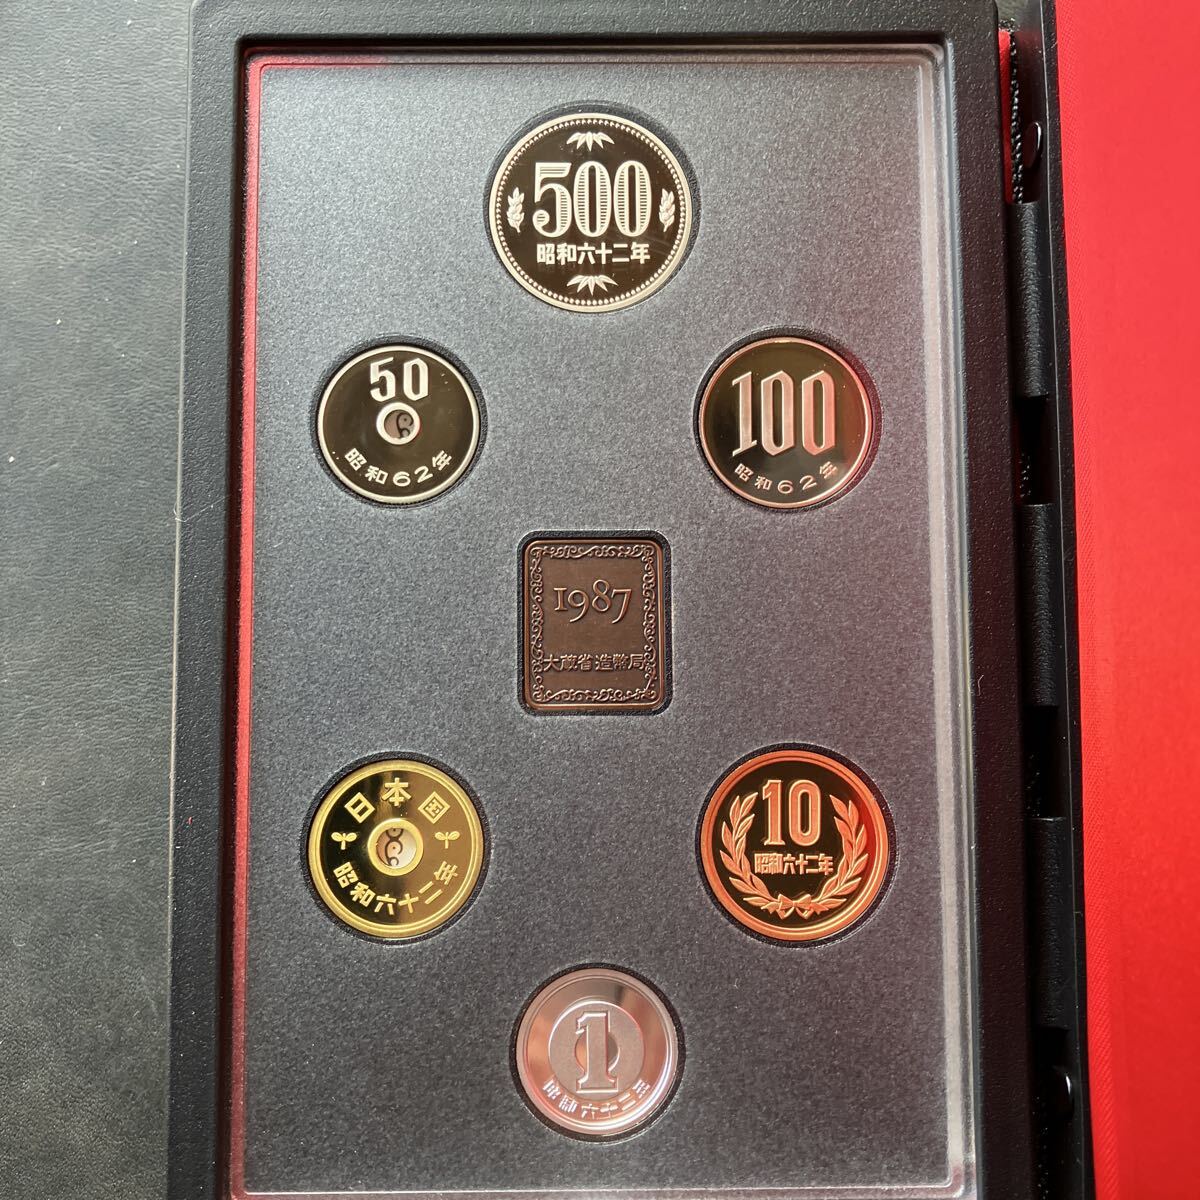 500
昭和六十二年
50
昭和62年
100
昭和62年
1987
大蔵省造幣局
日本国
昭和六十二年
10
昭和六十二年
1
昭和六十二年